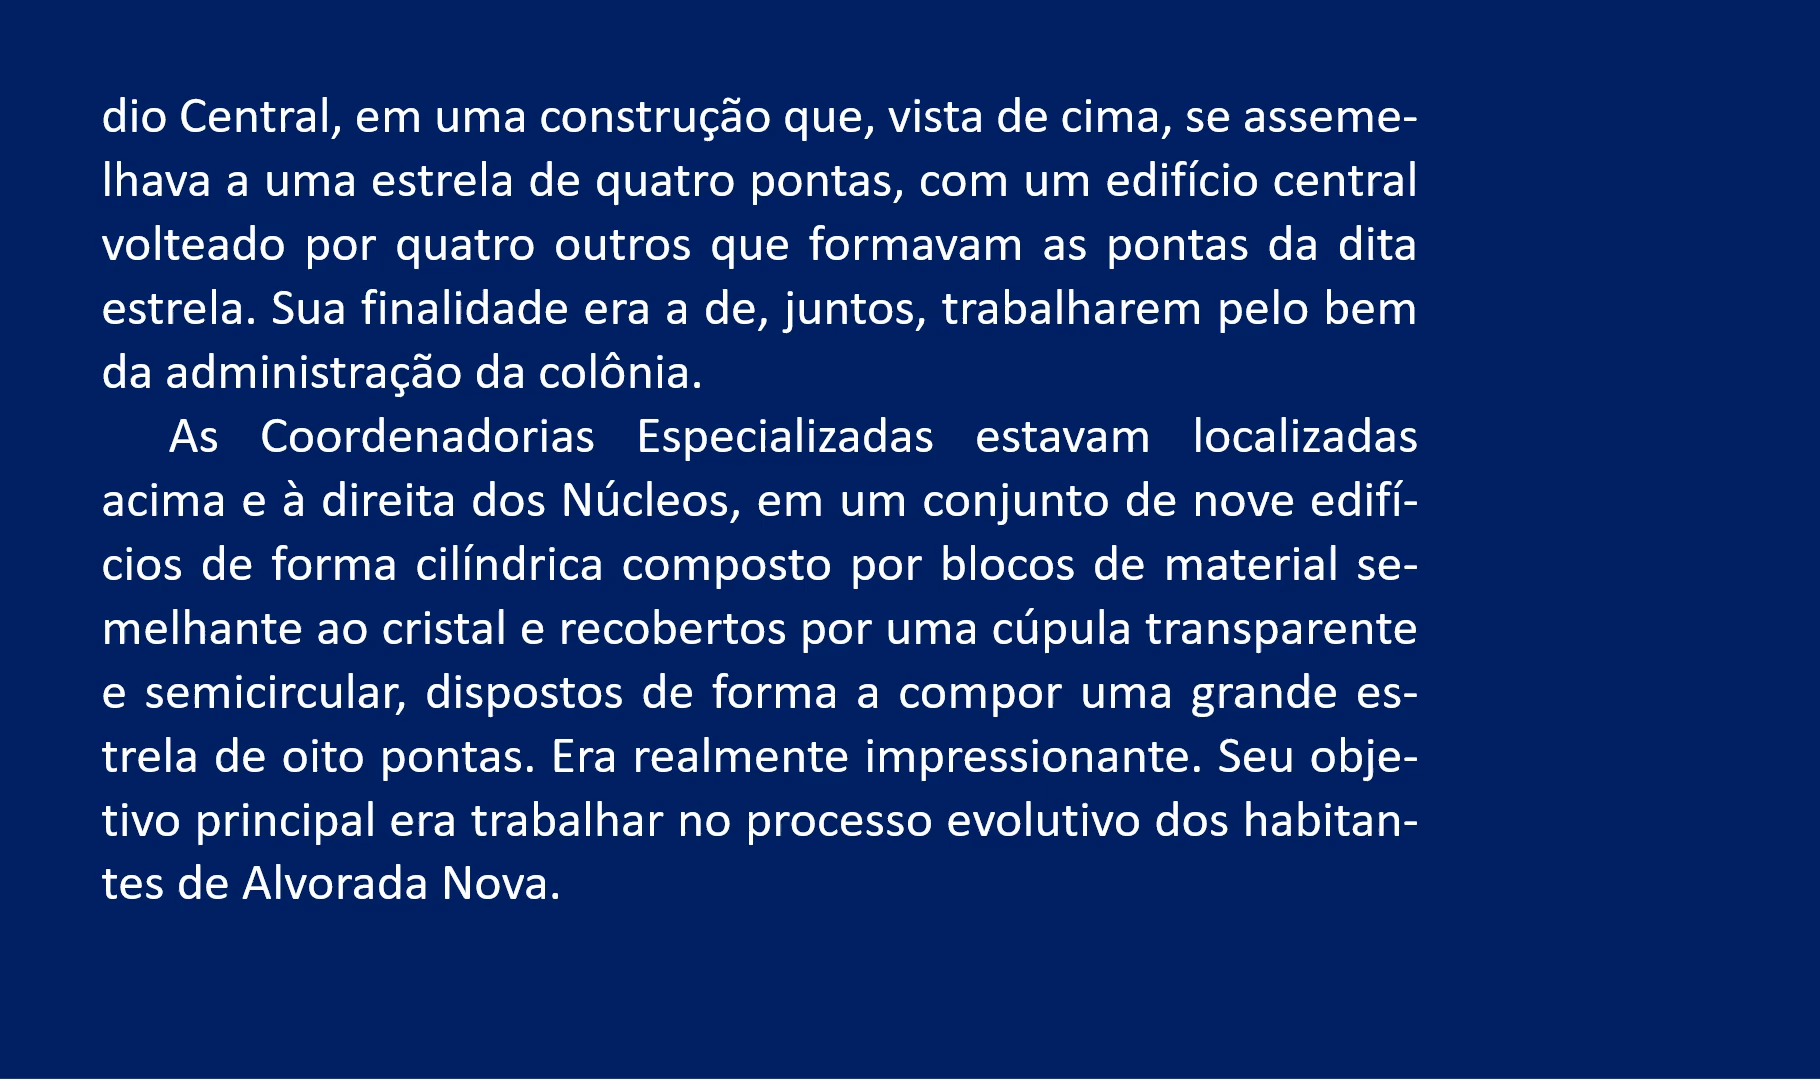 dio Central, em uma construção que, vista de cima, se asseme-
lhava a uma estrela de quatro pontas, com um edifício central
volteado por quatro outros que formavam as pontas da dita
estrela. Sua finalidade era a de, juntos, trabalharem pelo bem
da administração da colônia.
As Coordenadorias Especializadas estavam localizadas
acima e à direita dos Núcleos, em um conjunto de nove edifí-
cios de forma cilíndrica composto por blocos de material se-
melhante ao cristal e recobertos por uma cúpula transparente
e semicircular, dispostos de forma a compor uma grande es-
trela de oito pontas. Era realmente impressionante. Seu obje-
tivo principal era trabalhar no processo evolutivo dos habitan-
tes de Alvorada Nova.